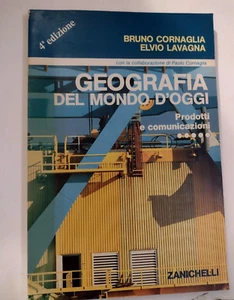 4ª edizione
BRUNO CORNAGLIA
ELVIO LAVAGNA
con la collaborazione di Paolo Cornaglia
GEOGRAFIA
DEL MONDO D'OGGI
Prodotti
e comunicazioni
ZANICHELLI